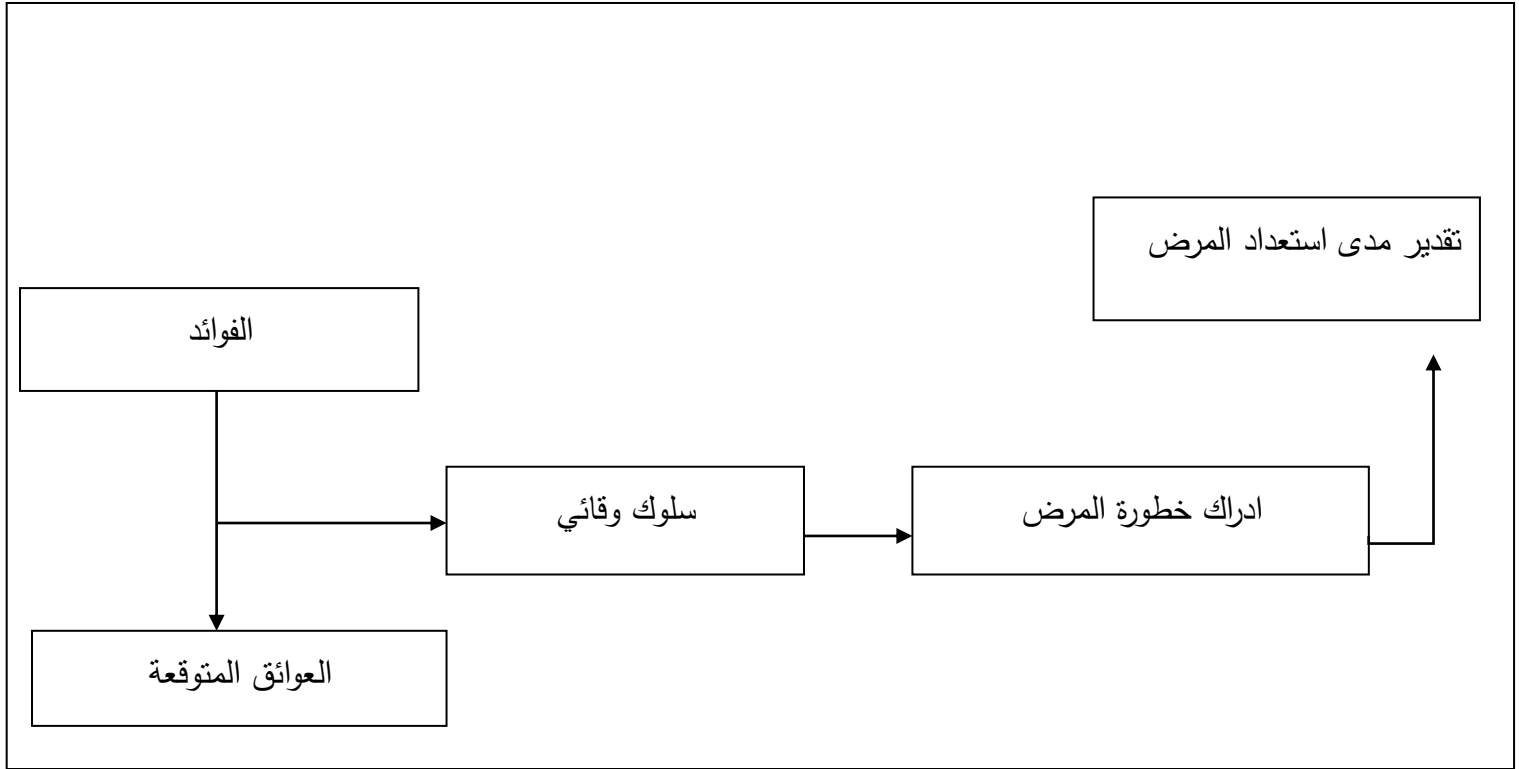 تقدير مدى استعداد المرض
الفوائد
ادراك خطورة المرض
سلوك وقائي
العوائق المتوقعة